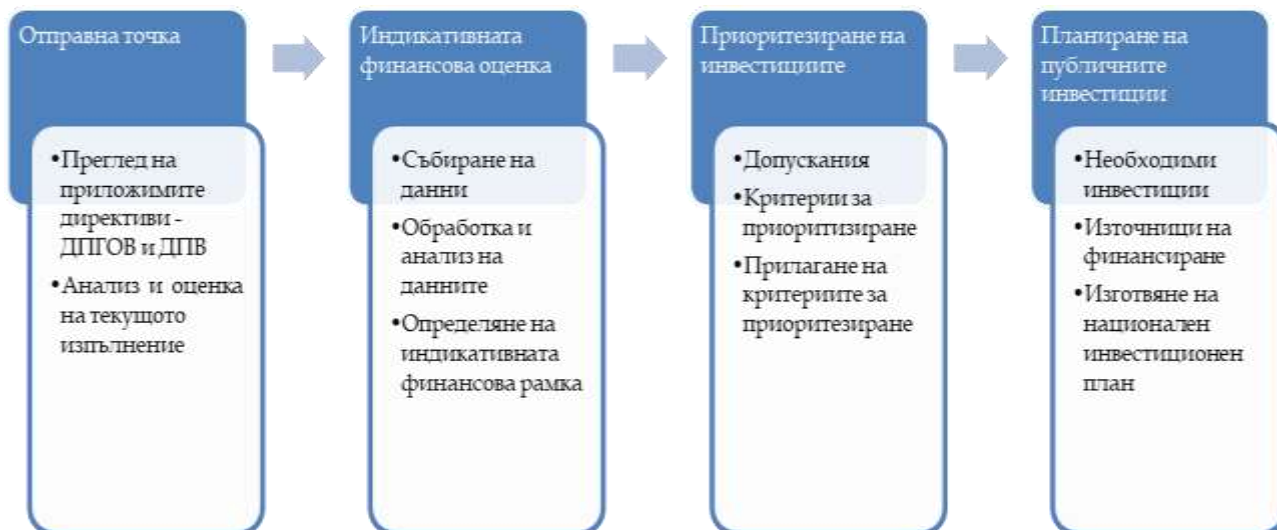 Отправна точка
•Преглед на
приложимите
директиви -
ДПГОВ и ДПВ
•Анализ и оценка
на текущото
изпълнение
Индикативната
финансова оценка
•Събиране на
данни
•Обработка и
анализ на
данните
•Определяне на
индикативната
финансова рамка
Приоритезиране на
инвестициите
•Допускания
•Критерии за
приоритизиране
•Прилагане на
критериите за
приоритезиране
Планиране на
публичните
инвестиции
•Необходими
инвестиции
•Източници на
финансиране
•Изготвяне на
национален
инвестиционен
план